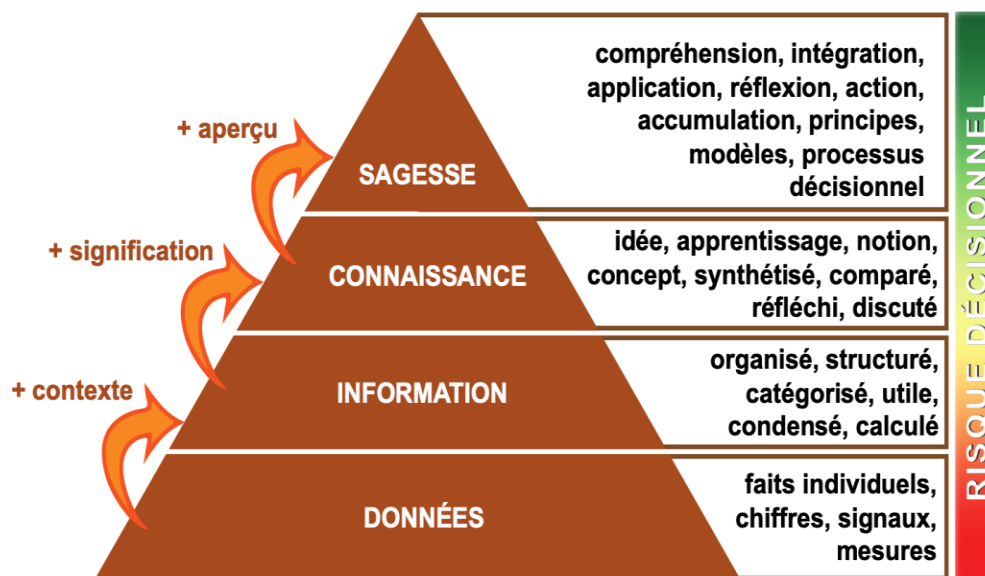 compréhension, intégration,
application, réflexion, action,
accumulation, principes,
modèles, processus
décisionnel
+ aperçu
SAGESSE
+ signification
CONNAISSANCE
idée, apprentissage, notion,
concept, synthétisé, comparé,
réfléchi, discuté
+ contexte
INFORMATION
organisé, structuré,
catégorisé, utile,
condensé, calculé
DONNÉES
faits individuels,
chiffres, signaux,
mesures
RISQUE DÉCISIONNEL